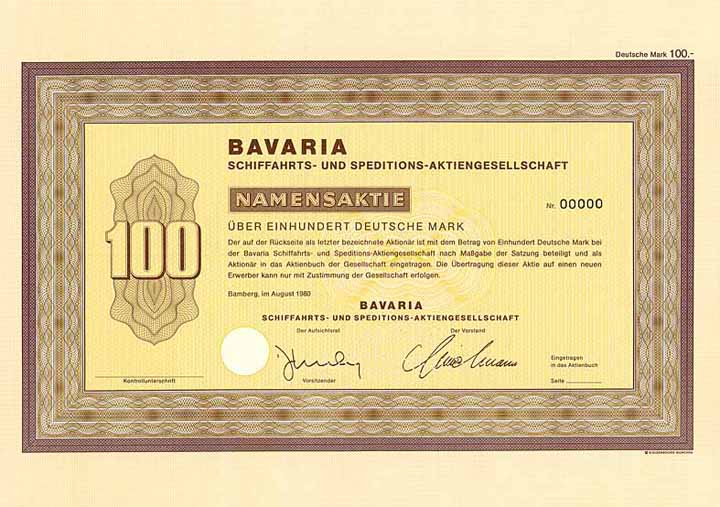 Deutsche Mark 100.-
BAVARIA
SCHIFFAHRTS- UND SPEDITIONS-AKTIENGESELLSCHAFT
NAMENSAKTIE
Nr. 00000
ÜBER EINHUNDERT DEUTSCHE MARK
100
Der auf der Rückseite als letzter bezeichnete Aktionär ist mit dem Betrag von Einhundert Deutsche Mark bei
der Bavaria Schiffahrts- und Speditions-Aktiengesellschaft nach Maßgabe der Satzung beteiligt und als
Aktionär in das Aktienbuch der Gesellschaft eingetragen. Die Übertragung dieser Aktie auf einen neuen
Erwerber kann nur mit Zustimmung der Gesellschaft erfolgen.
Bamberg, im August 1980
BAVARIA
SCHIFFAHRTS- UND SPEDITIONS-AKTIENGESELLSCHAFT
Der Aufsichtsrat
Der Vorstand
Eingetragen
in das Aktienbuch
Kontrollunterschrift
Vorsitzender
Seite